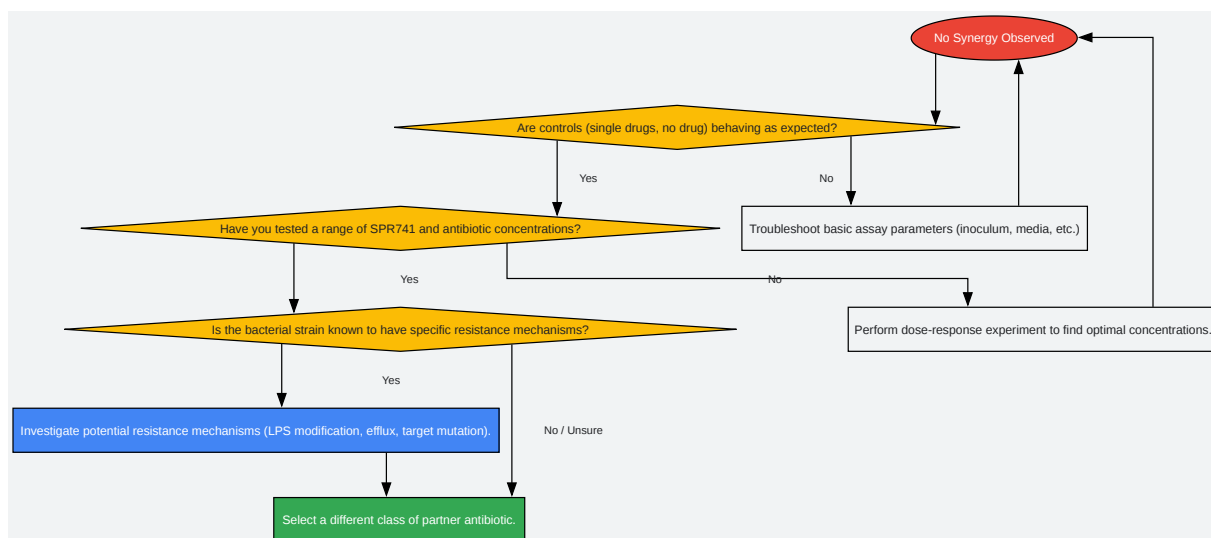 No Synergy Observed
Are controls (single drugs, no drug) behaving as expected?
Yes
No
Have you tested a range of SPR741 and antibiotic concentrations?
Troubleshoot basic assay parameters (inoculum, media, etc.)
Yes
No
Is the bacterial strain known to have specific resistance mechanisms?
Perform dose-response experiment to find optimal concentrations.
Yes
Investigate potential resistance mechanisms (LPS modification, efflux, target mutation).
No / Unsure
Select a different class of partner antibiotic.